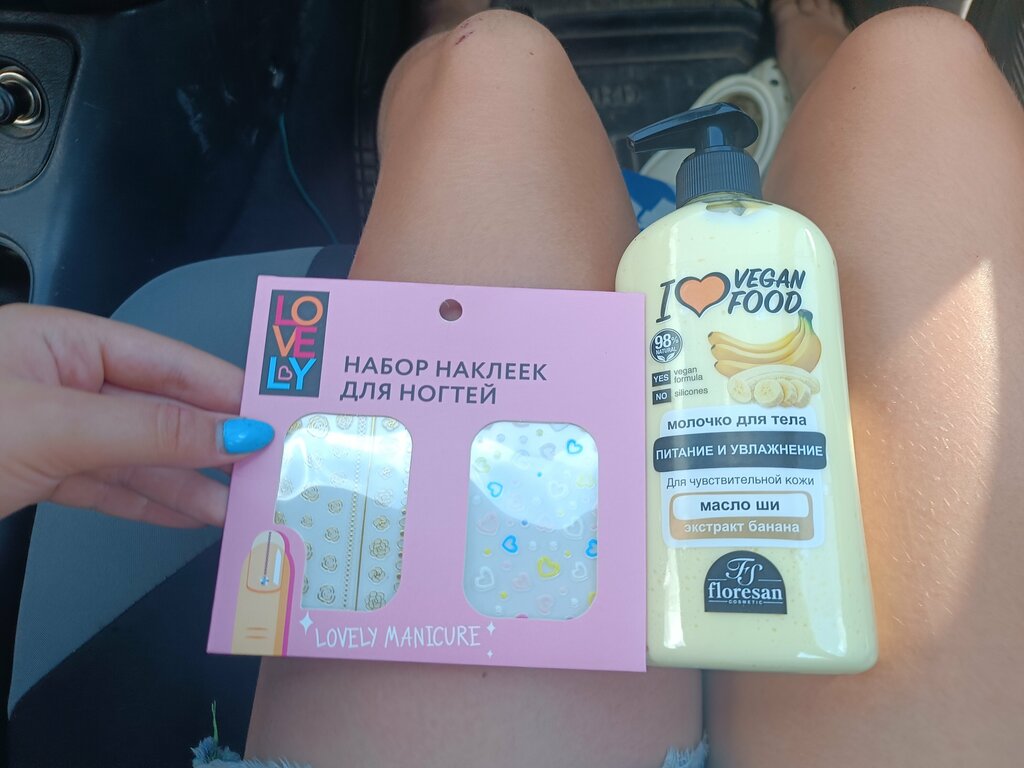 LO
VE
LY
НАБОР НАКЛЕЕК
ДЛЯ НОГТЕЙ
LOVELY MANICURE
I VEGAN
FOOD
98%
NATURAL
YES vegan
formula
NO silicones
молочко для тела
ПИТАНИЕ И УВЛАЖНЕНИЕ
Для чувствительной кожи
масло ши
экстракт банана
FS
floresan
COSMETIC